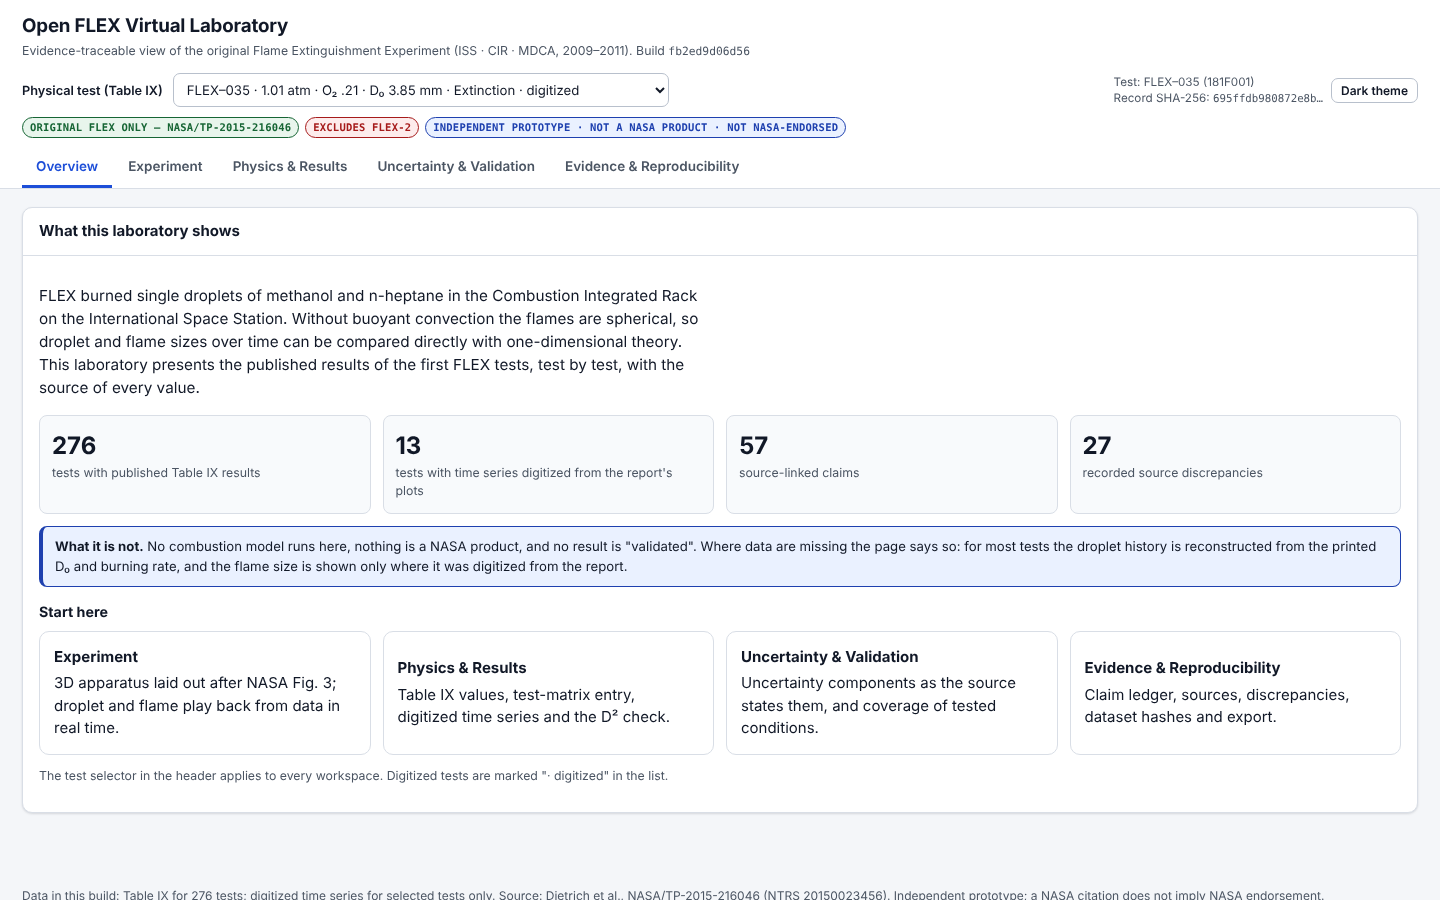 Open FLEX Virtual Laboratory
Evidence-traceable view of the original Flame Extinguishment Experiment (ISS · CIR · MDCA, 2009–2011). Build fb2ed9d06d56
Physical test (Table IX)
FLEX–035 · 1.01 atm · O₂ .21 · D₀ 3.85 mm · Extinction · digitized
Test: FLEX–035 (181F001)
Record SHA-256: 695ffdb980872e8b…
Dark theme
ORIGINAL FLEX ONLY — NASA/TP-2015-216046
EXCLUDES FLEX-2
INDEPENDENT PROTOTYPE · NOT A NASA PRODUCT · NOT NASA-ENDORSED
Overview
Experiment
Physics & Results
Uncertainty & Validation
Evidence & Reproducibility
What this laboratory shows
FLEX burned single droplets of methanol and n-heptane in the Combustion Integrated Rack
on the International Space Station. Without buoyant convection the flames are spherical, so
droplet and flame sizes over time can be compared directly with one-dimensional theory.
This laboratory presents the published results of the first FLEX tests, test by test, with the
source of every value.
276
tests with published Table IX results
13
tests with time series digitized from the report's
plots
57
source-linked claims
27
recorded source discrepancies
What it is not. No combustion model runs here, nothing is a NASA product, and no result is "validated". Where data are missing the page says so: for most tests the droplet history is reconstructed from the printed
D₀ and burning rate, and the flame size is shown only where it was digitized from the report.
Start here
Experiment
3D apparatus laid out after NASA Fig. 3;
droplet and flame play back from data in
real time.
Physics & Results
Table IX values, test-matrix entry,
digitized time series and the D² check.
Uncertainty & Validation
Uncertainty components as the source
states them, and coverage of tested
conditions.
Evidence & Reproducibility
Claim ledger, sources, discrepancies,
dataset hashes and export.
The test selector in the header applies to every workspace. Digitized tests are marked "· digitized" in the list.
Data in this build: Table IX for 276 tests; digitized time series for selected tests only. Source: Dietrich et al., NASA/TP-2015-216046 (NTRS 20150023456). Independent prototype; a NASA citation does not imply NASA endorsement.